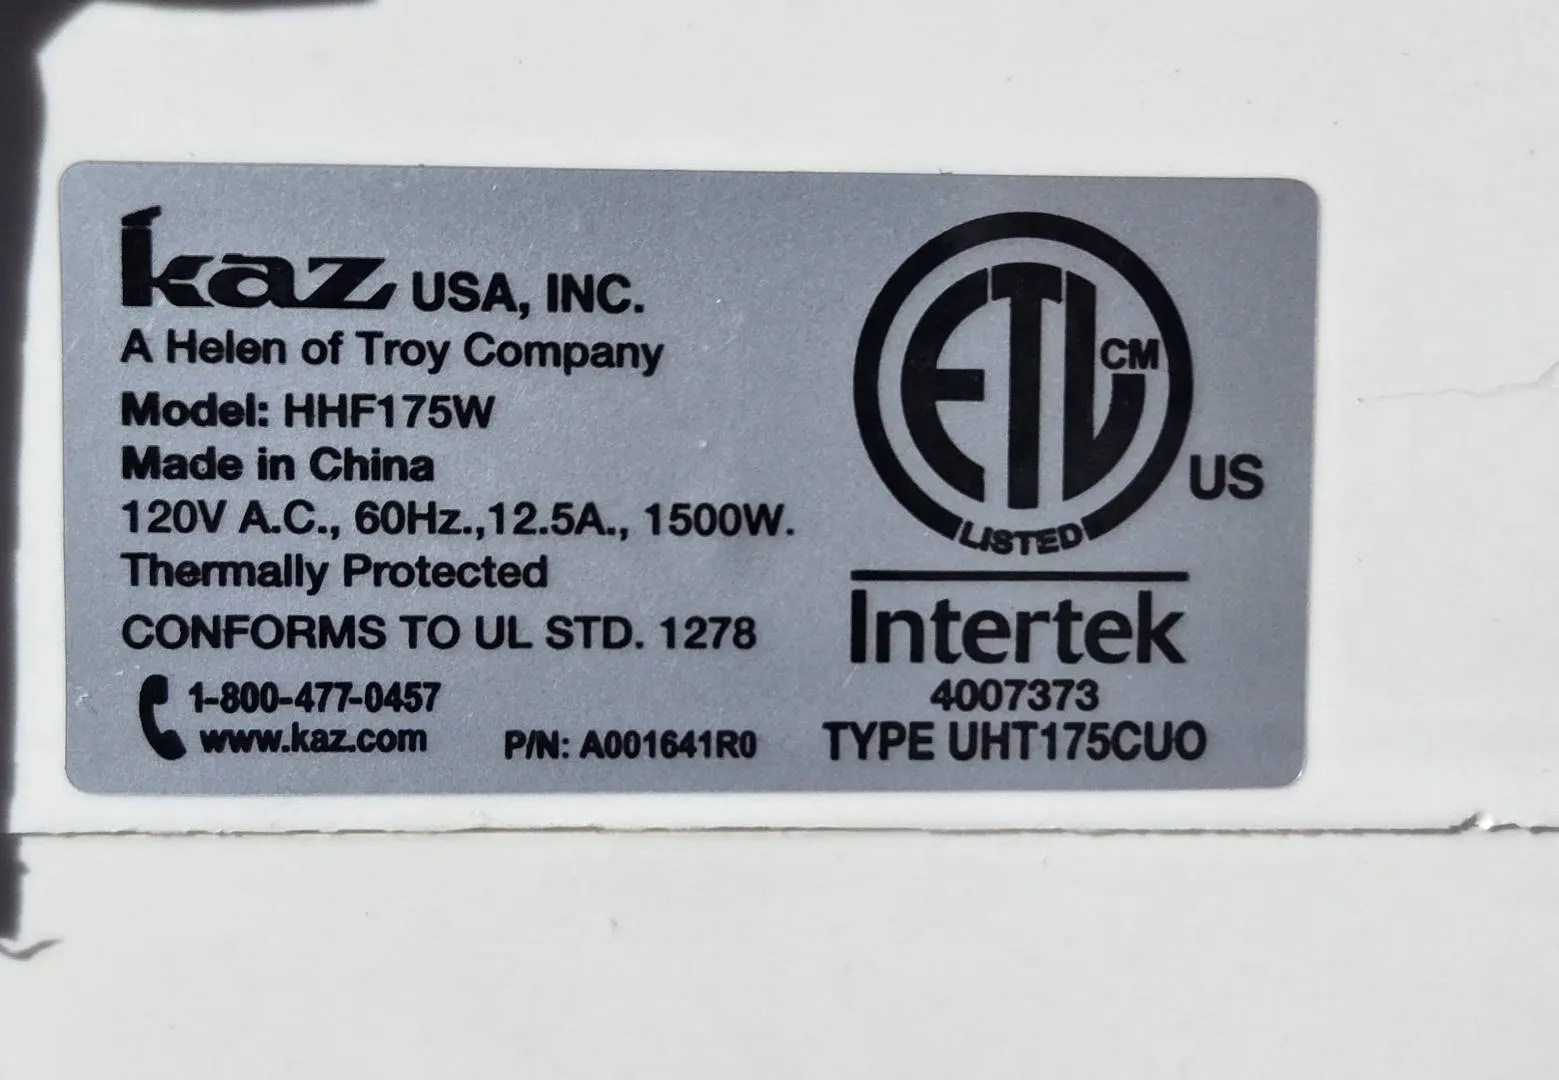 kaz USA, INC.
A Helen of Troy Company
Model: HHF175W
Made in China
120V A.C., 60Hz.,12.5A., 1500W.
Thermally Protected
CONFORMS TO UL STD. 1278
1-800-477-0457
www.kaz.com
P/N: A001641R0
ETL
CM
US
LISTED
Intertek
4007373
TYPE UHT175CUO